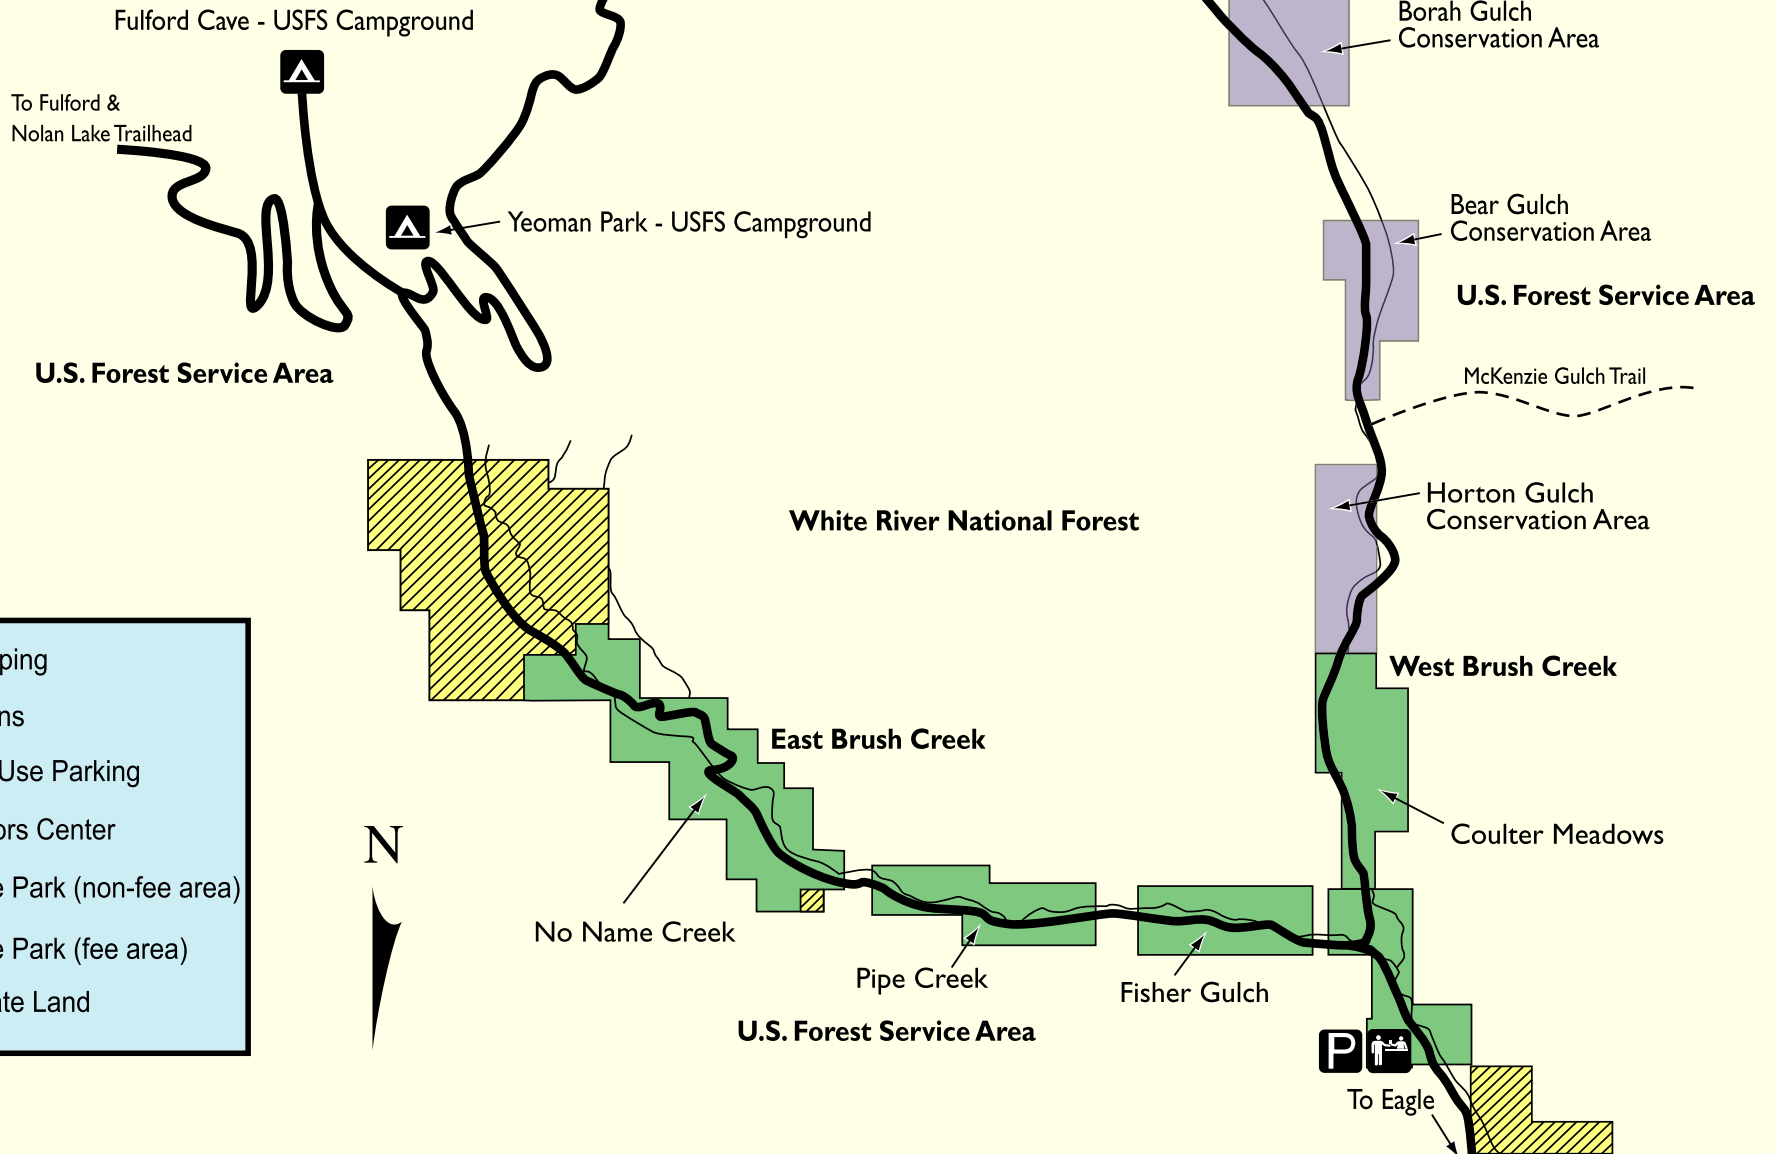 Fulford Cave - USFS Campground
To Fulford &
Nolan Lake Trailhead
Yeoman Park - USFS Campground
Borah Gulch
Conservation Area
Bear Gulch
Conservation Area
U.S. Forest Service Area
McKenzie Gulch Trail
U.S. Forest Service Area
Horton Gulch
Conservation Area
White River National Forest
West Brush Creek
East Brush Creek
Coulter Meadows
No Name Creek
Pipe Creek
Fisher Gulch
U.S. Forest Service Area
P
To Eagle
N
ping
ns
Use Parking
ors Center
e Park (non-fee area)
e Park (fee area)
ate Land